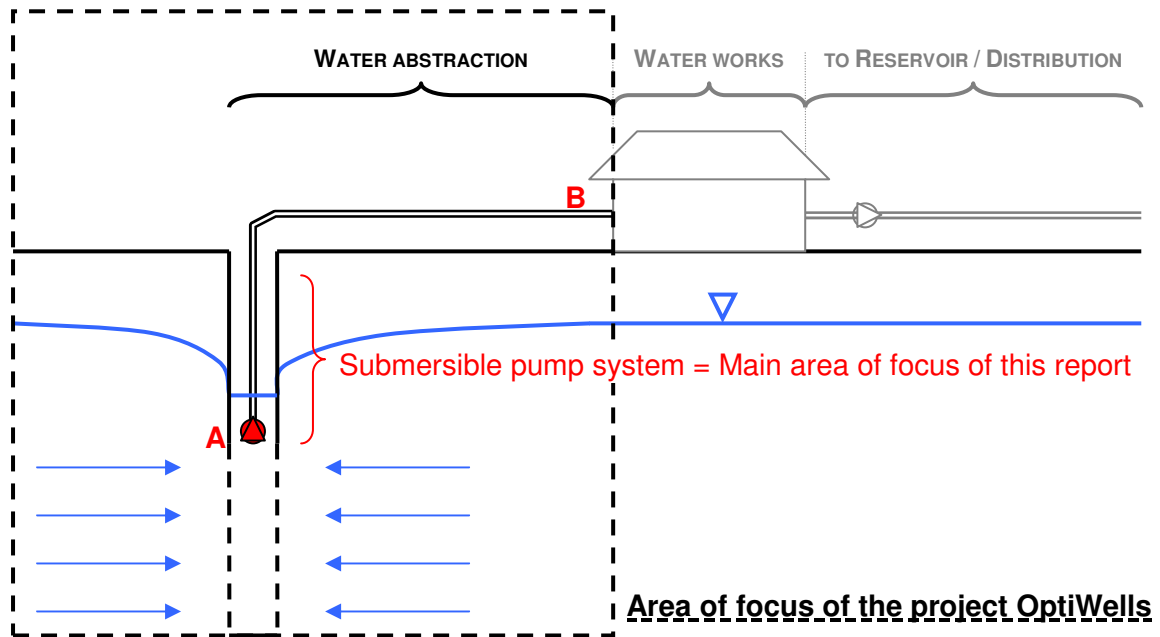 WATER ABSTRACTION
WATER WORKS
TO RESERVOIR / DISTRIBUTION
B
Submersible pump system = Main area of focus of this report
A
Area of focus of the project OptiWells